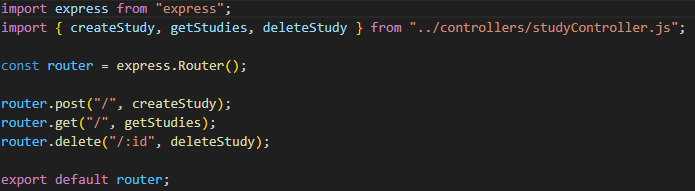 import express from "express";
import { createStudy, getStudies, deleteStudy } from "../controllers/studyController.js";
const router = express.Router();
router.post("/", createStudy);
router.get("/", getStudies);
router.delete("/:id", deleteStudy);
export default router;